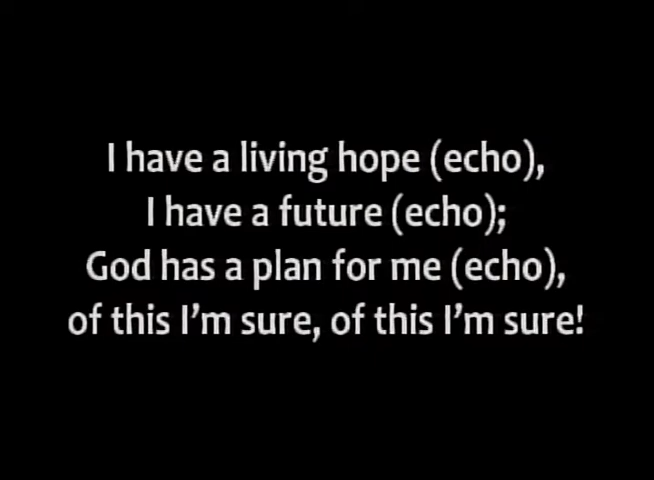 I have a living hope (echo),
I have a future (echo);
God has a plan for me (echo),
of this I’m sure, of this I’m sure!